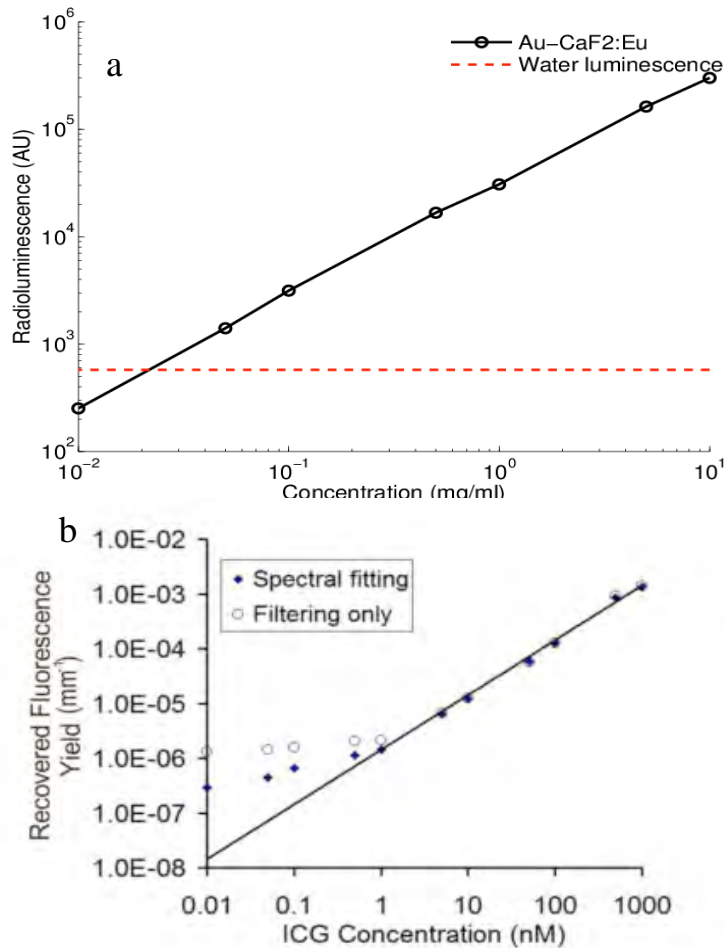 a
Au−CaF2:Eu
Water luminescence
10^6
10^5
10^4
10^3
10^2
Radioluminescence (AU)
10^−2
10^−1
10^0
10^1
Concentration (mg/ml)
b
Spectral fitting
Filtering only
1.0E-02
1.0E-03
1.0E-04
1.0E-05
1.0E-06
1.0E-07
1.0E-08
Recovered Fluorescence
Yield (mm^-1)
0.01 0.1 1 10 100 1000
ICG Concentration (nM)